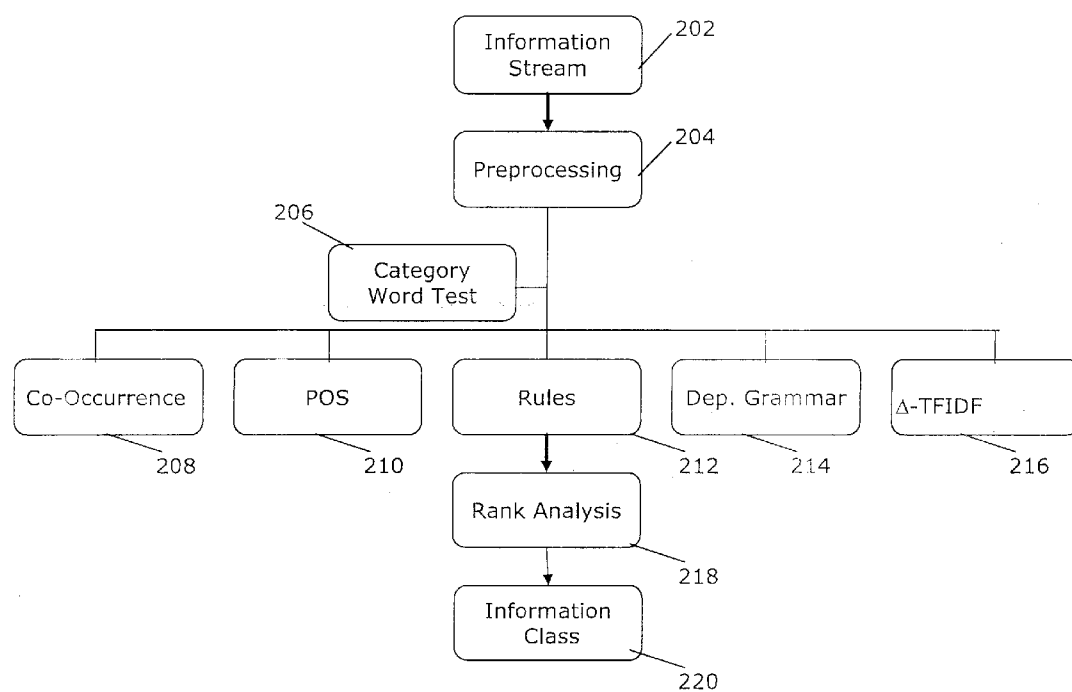 Information
Stream
202
Preprocessing
204
206
Category
Word Test
Co-Occurrence
POS
Rules
Dep. Grammar
Δ-TFIDF
208
210
212
214
216
Rank Analysis
218
Information
Class
220